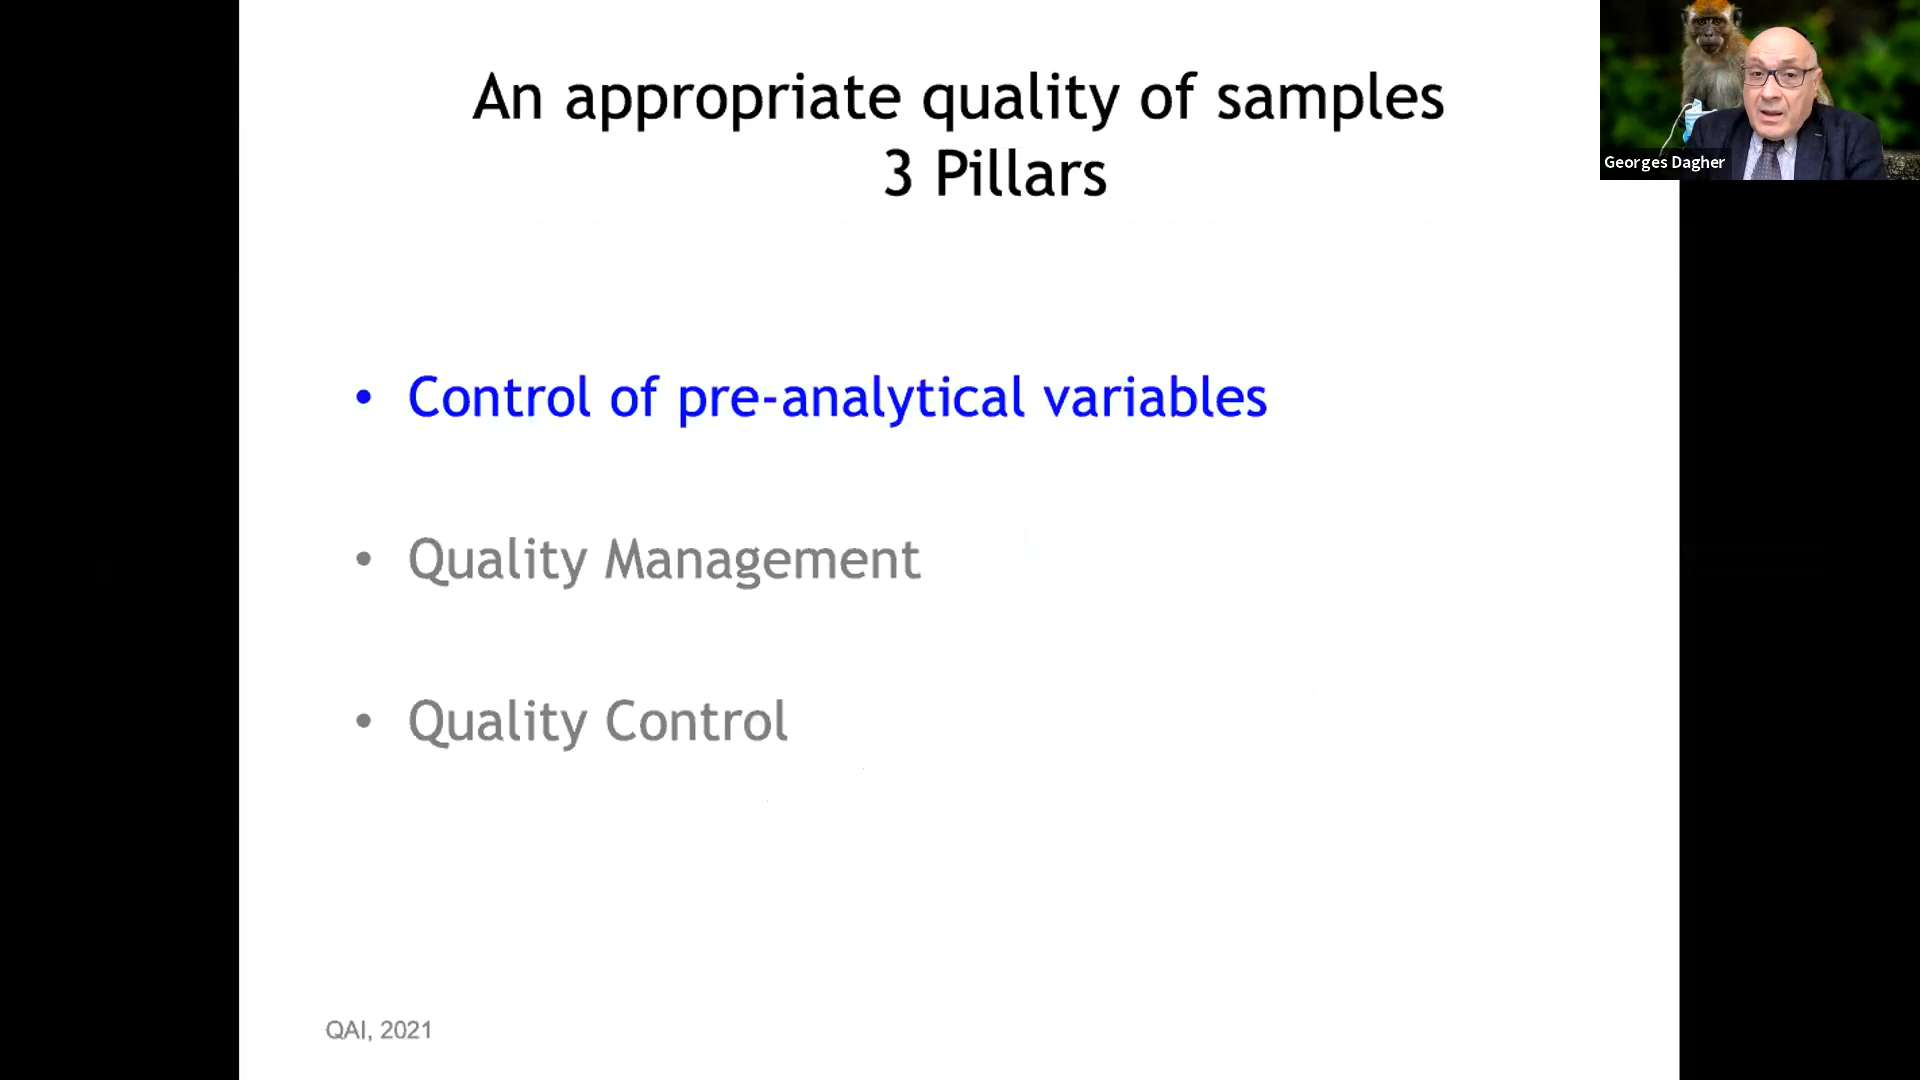 An appropriate quality of samples
3 Pillars
Georges Dagher
• Control of pre-analytical variables
• Quality Management
• Quality Control
QAI, 2021